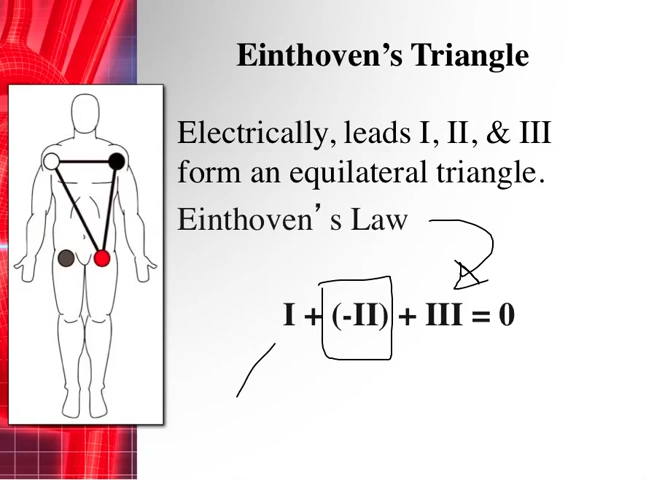 Einthoven’s Triangle
Electrically, leads I, II, & III
form an equilateral triangle.
Einthoven’s Law
I + (-II) + III = 0